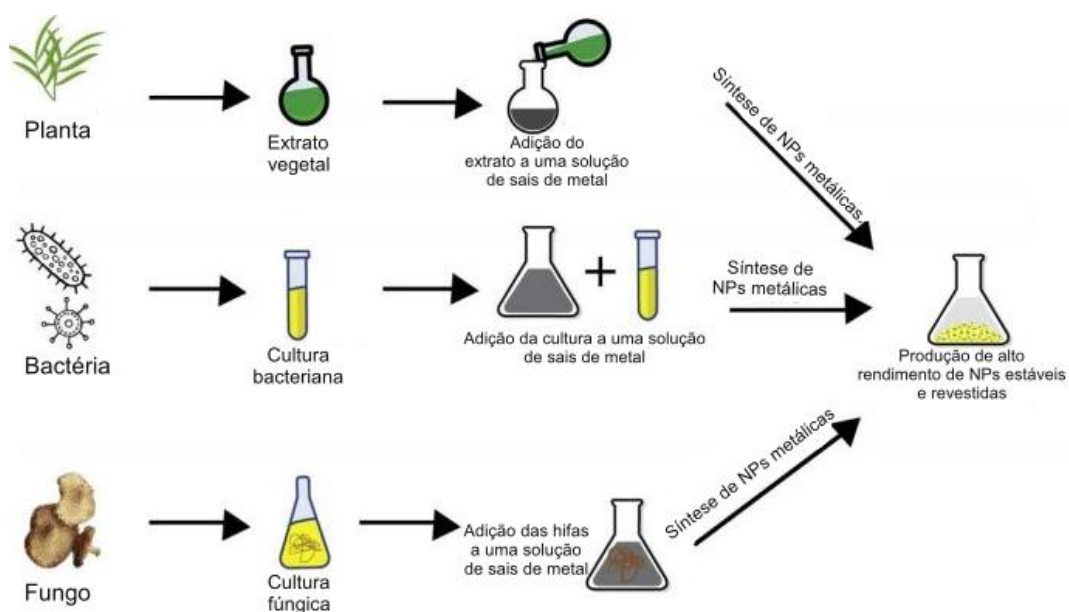 Planta
Extrato
vegetal
Adição do
extrato a uma solução
de sais de metal
Síntese de NPs metálicas
Bactéria
Cultura
bacteriana
Adição da cultura a uma solução
de sais de metal
Síntese de
NPs metálicas
Produção de alto
rendimento de NPs estáveis
e revestidas
Fungo
Cultura
fúngica
Adição das hifas
a uma solução
de sais de metal
Síntese de NPs metálicas